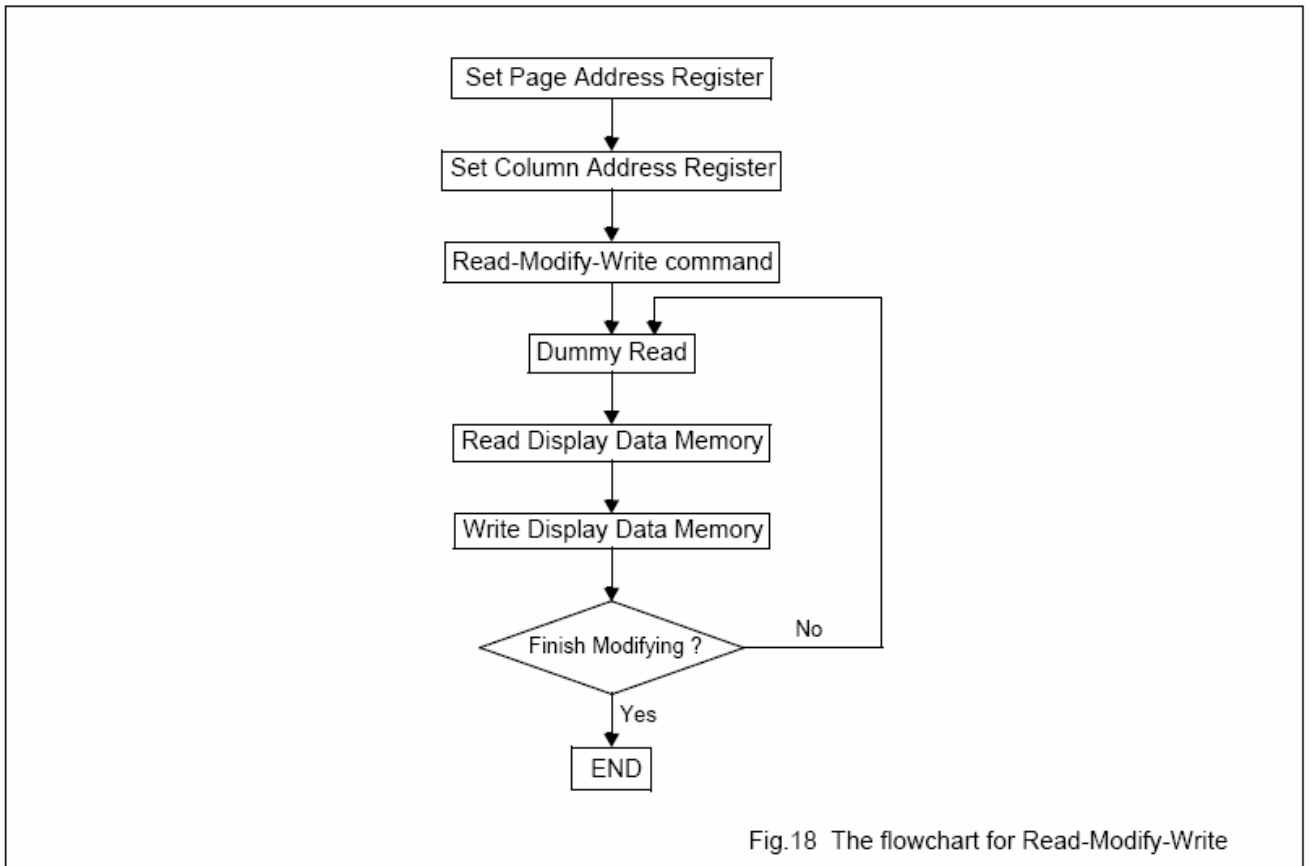 Set Page Address Register
Set Column Address Register
Read-Modify-Write command
Dummy Read
Read Display Data Memory
Write Display Data Memory
Finish Modifying ?
No
Yes
END
Fig.18 The flowchart for Read-Modify-Write